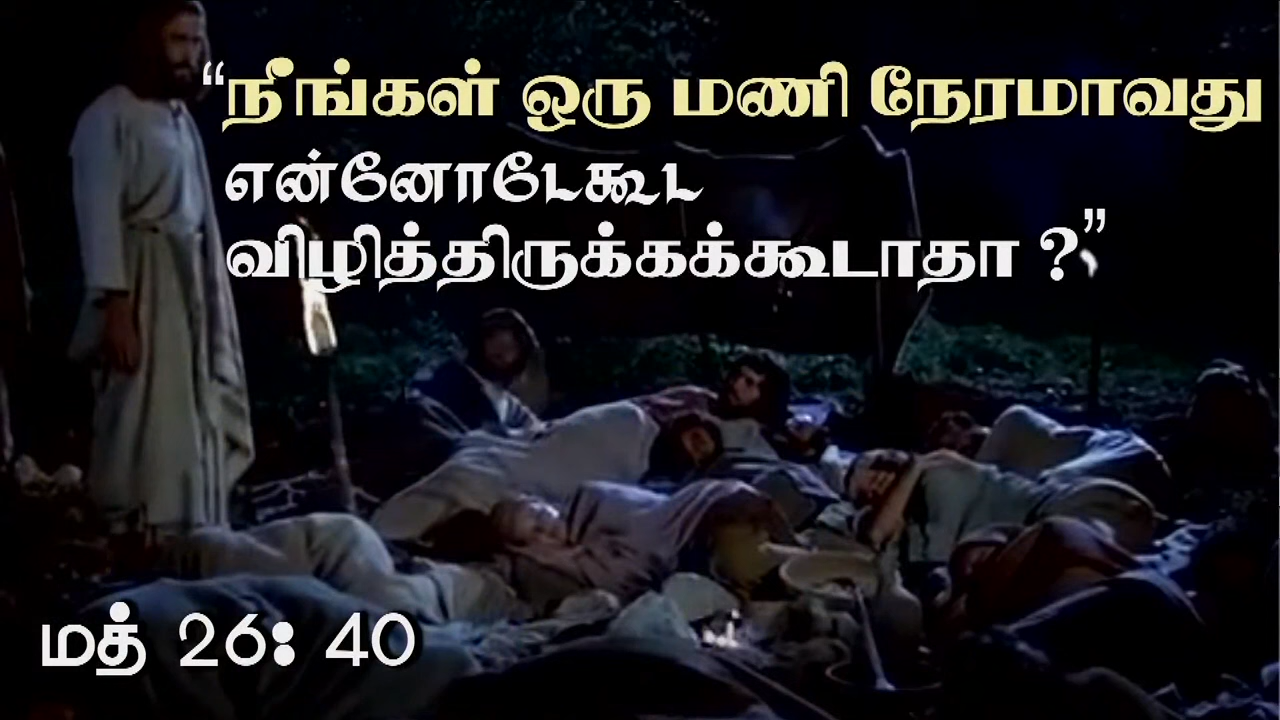 “நீங்கள் ஒரு மணி நேரமாவது
என்னோடேகூட
விழித்திருக்கக்கூடாதா ?”
மத் 26: 40